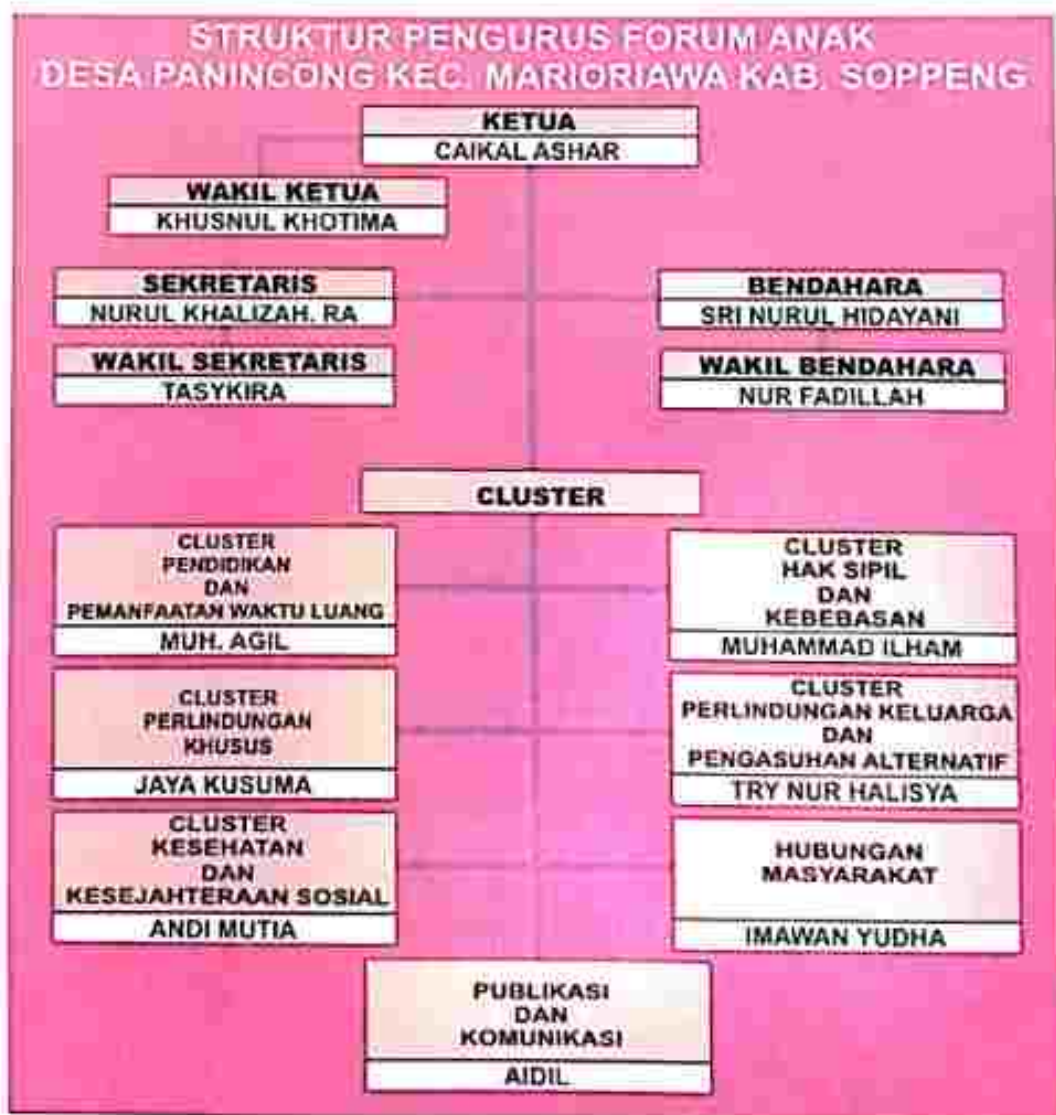 STRUKTUR PENGURUS FORUM ANAK
DESA PANINCONG KEC. MARIORIAWA KAB. SOPPENG
KETUA
CAIKAL ASHAR
WAKIL KETUA
KHUSNUL KHOTIMA
SEKRETARIS
NURUL KHALIZAH. RA
BENDAHARA
SRI NURUL HIDAYANI
WAKIL SEKRETARIS
TASYKIRA
WAKIL BENDAHARA
NUR FADILLAH
CLUSTER
CLUSTER
PENDIDIKAN
DAN
PEMANFAATAN WAKTU LUANG
MUH. AGIL
CLUSTER
HAK SIPIL
DAN
KEBEBASAN
MUHAMMAD ILHAM
CLUSTER
PERLINDUNGAN
KHUSUS
JAYA KUSUMA
CLUSTER
PERLINDUNGAN KELUARGA
DAN
PENGASUHAN ALTERNATIF
TRY NUR HALISYA
CLUSTER
KESEHATAN
DAN
KESEJAHTERAAN SOSIAL
ANDI MUTIA
HUBUNGAN
MASYARAKAT
IMAWAN YUDHA
PUBLIKASI
DAN
KOMUNIKASI
AIDIL